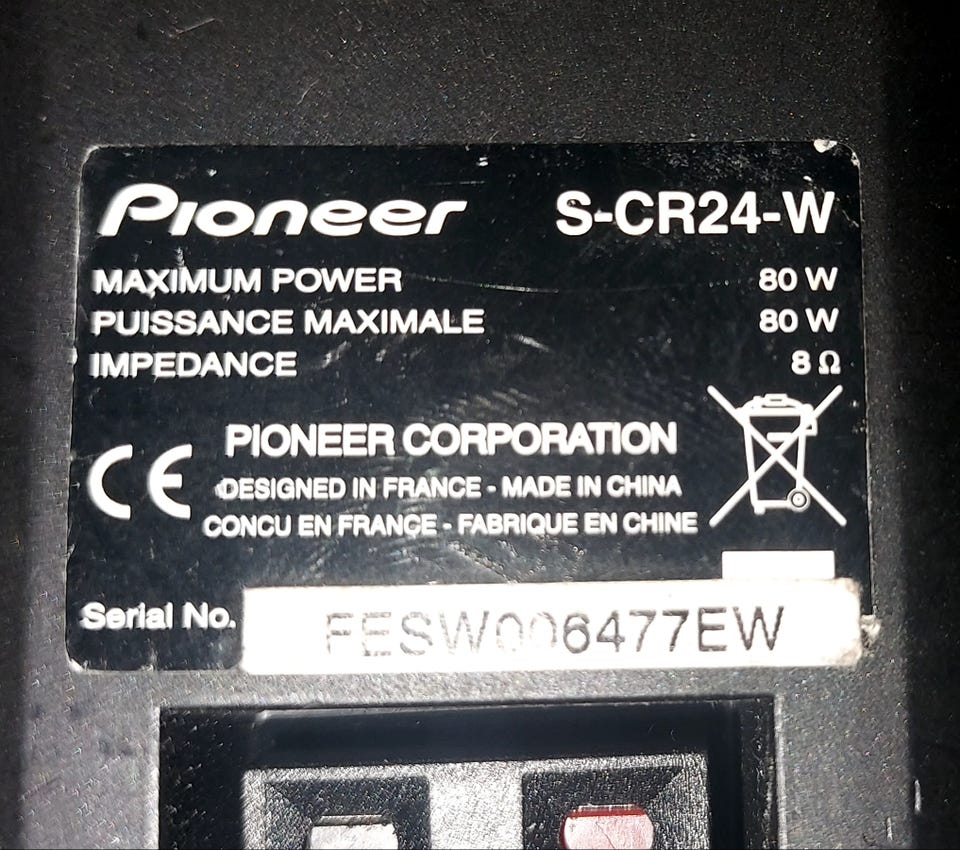 Pioneer S-CR24-W
MAXIMUM POWER 80 W
PUISSANCE MAXIMALE 80 W
IMPEDANCE 8 Ω
CE PIONEER CORPORATION
DESIGNED IN FRANCE - MADE IN CHINA
CONCU EN FRANCE - FABRIQUE EN CHINE
Serial No. FESW006477EW